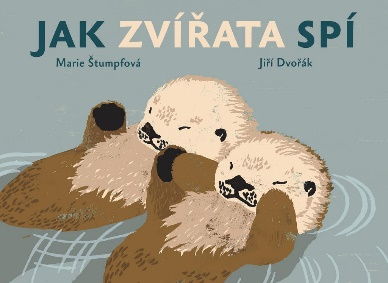 JAK ZVÍŘATA SPÍ
Marie Štumpfová
Jiří Dvořák